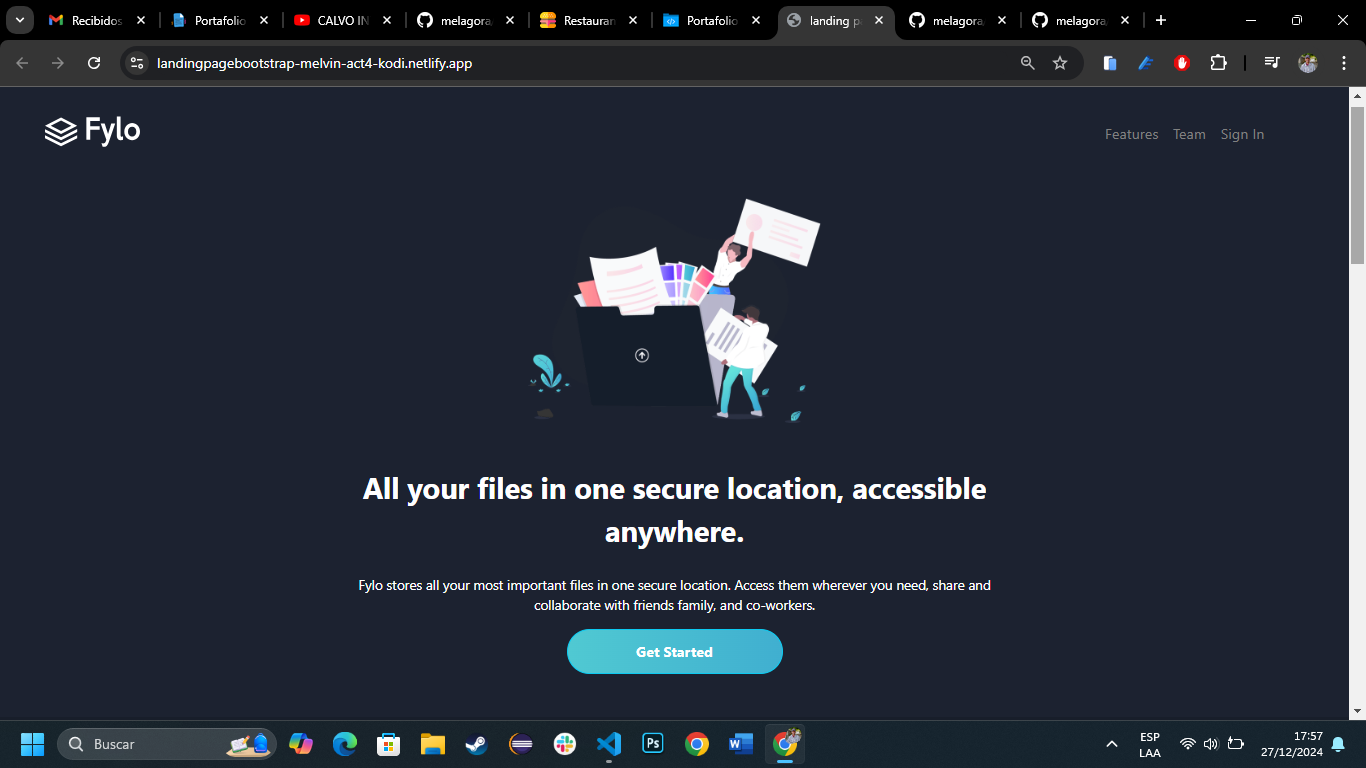 Recibidos
Portafolio
CALVO IN
melagora
Restauran
Portafolio
landing pa
melagora
melagora
landingpagebootstrap-melvin-act4-kodi.netlify.app
Fylo
Features Team Sign In
All your files in one secure location, accessible
anywhere.
Fylo stores all your most important files in one secure location. Access them wherever you need, share and
collaborate with friends family, and co-workers.
Get Started
Buscar
Ps
W
ESP
LAA
17:57
27/12/2024